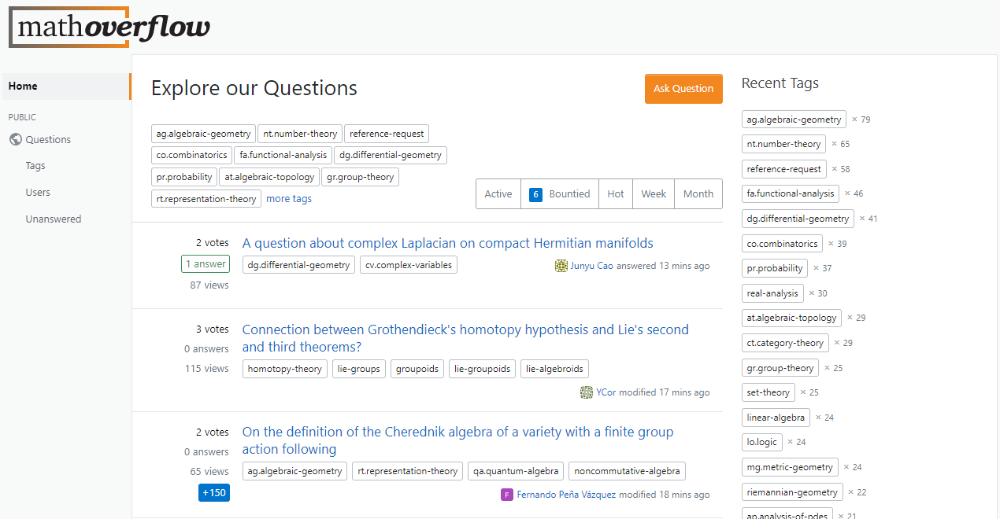 mathoverflow
Home
PUBLIC
Questions
Tags
Users
Unanswered
Explore our Questions
Ask Question
ag.algebraic-geometry nt.number-theory reference-request
co.combinatorics fa.functional-analysis dg.differential-geometry
pr.probability at.algebraic-topology gr.group-theory
rt.representation-theory more tags
Active 6 Bountied Hot Week Month
2 votes
1 answer
87 views
A question about complex Laplacian on compact Hermitian manifolds
dg.differential-geometry cv.complex-variables
Junyu Cao answered 13 mins ago
3 votes
0 answers
115 views
Connection between Grothendieck's homotopy hypothesis and Lie's second
and third theorems?
homotopy-theory lie-groups groupoids lie-groupoids lie-algebroids
YCor modified 17 mins ago
2 votes
0 answers
65 views
+150
On the definition of the Cherednik algebra of a variety with a finite group
action following
ag.algebraic-geometry rt.representation-theory qa.quantum-algebra noncommutative-algebra
F Fernando Peña Vázquez modified 18 mins ago
Recent Tags
ag.algebraic-geometry × 79
nt.number-theory × 65
reference-request × 58
fa.functional-analysis × 46
dg.differential-geometry × 41
co.combinatorics × 39
pr.probability × 37
real-analysis × 30
at.algebraic-topology × 29
ct.category-theory × 29
gr.group-theory × 25
set-theory × 25
linear-algebra × 24
lo.logic × 24
mg.metric-geometry × 24
riemannian-geometry × 22
ap.analysis-of-pdes × 21